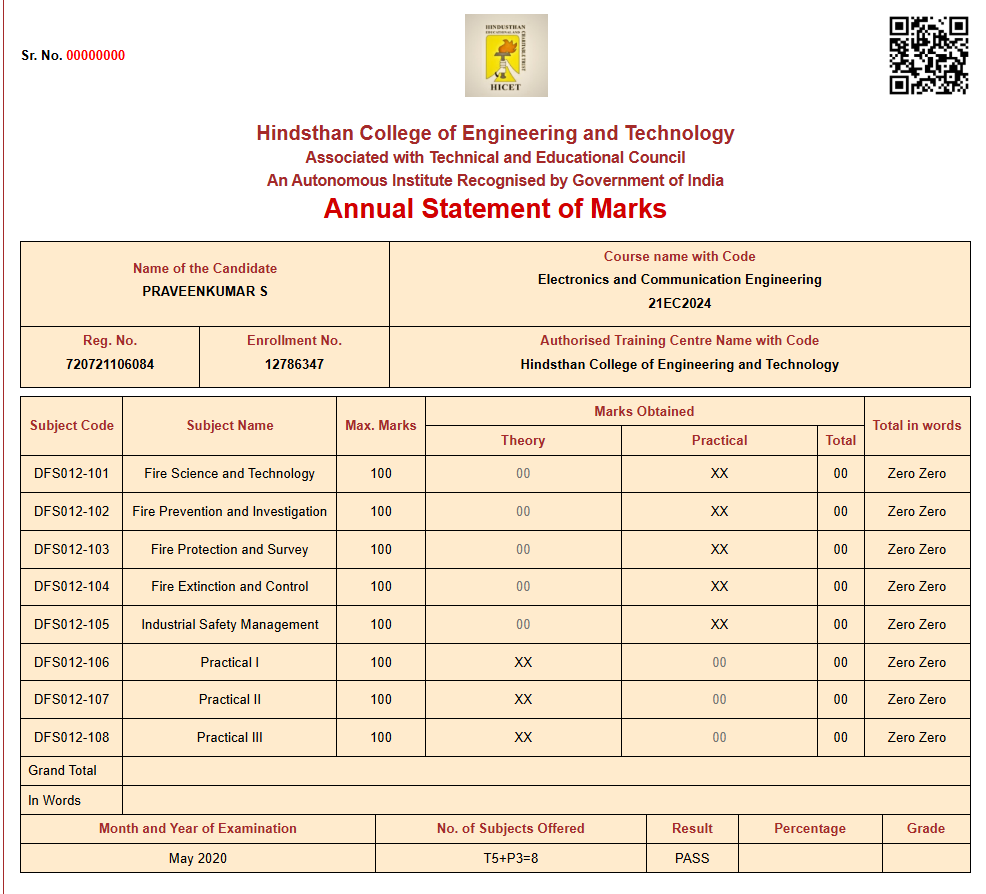 Sr. No. 00000000
HINDUSTHAN
EDUCATIONAL AND
CHARITABLE TRUST
HICET
Hindsthan College of Engineering and Technology
Associated with Technical and Educational Council
An Autonomous Institute Recognised by Government of India
Annual Statement of Marks
Name of the Candidate
PRAVEENKUMAR S
Course name with Code
Electronics and Communication Engineering
21EC2024
Reg. No.
720721106084
Enrollment No.
12786347
Authorised Training Centre Name with Code
Hindsthan College of Engineering and Technology
Subject Code Subject Name Max. Marks Marks Obtained Total in words
Theory Practical Total
DFS012-101 Fire Science and Technology 100 00 XX 00 Zero Zero
DFS012-102 Fire Prevention and Investigation 100 00 XX 00 Zero Zero
DFS012-103 Fire Protection and Survey 100 00 XX 00 Zero Zero
DFS012-104 Fire Extinction and Control 100 00 XX 00 Zero Zero
DFS012-105 Industrial Safety Management 100 00 XX 00 Zero Zero
DFS012-106 Practical I 100 XX 00 00 Zero Zero
DFS012-107 Practical II 100 XX 00 00 Zero Zero
DFS012-108 Practical III 100 XX 00 00 Zero Zero
Grand Total
In Words
Month and Year of Examination No. of Subjects Offered Result Percentage Grade
May 2020 T5+P3=8 PASS